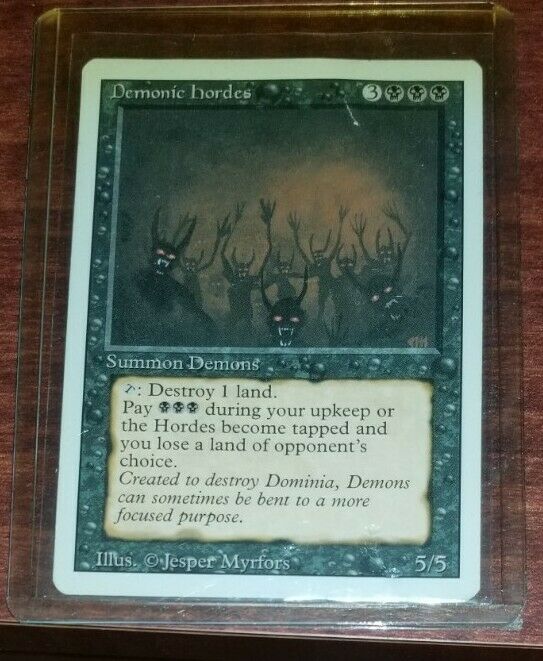 Demonic Hordes 3
Summon Demons
: Destroy 1 land.
Pay during your upkeep or
the Hordes become tapped and
you lose a land of opponent's
choice.
Created to destroy Dominia, Demons
can sometimes be bent to a more
focused purpose.
Illus. © Jesper Myrfors 5/5